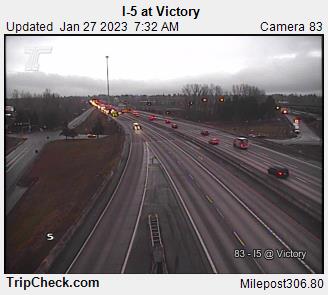 I-5 at Victory
Updated  Jan 27 2023  7:32 AM
Camera 83
S
83 - I5 @ Victory
TripCheck.com
Milepost306.80